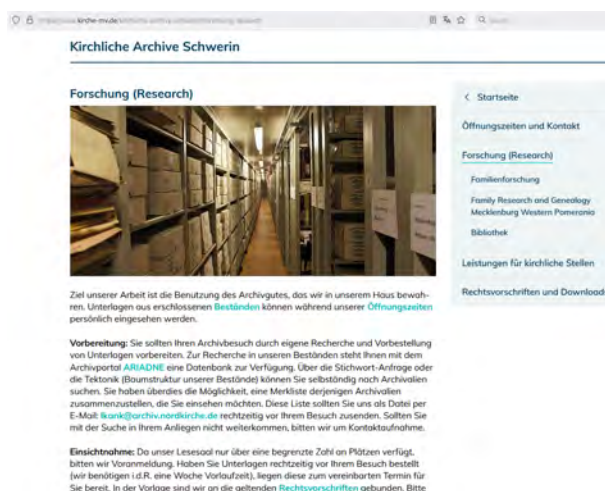 kirche-mv.de
Kirchliche Archive Schwerin
Forschung (Research)
Ziel unserer Arbeit ist die Benutzung des Archivgutes, das wir in unserem Haus bewah-
ren. Unterlagen aus erschlossenen Beständen können während unserer Öffnungszeiten
persönlich eingesehen werden.
Vorbereitung: Sie sollten Ihren Archivbesuch durch eigene Recherche und Vorbestellung
von Unterlagen vorbereiten. Zur Recherche in unseren Beständen steht Ihnen mit dem
Archivportal ARIADNE eine Datenbank zur Verfügung. Über die Stichwort-Anfrage oder
die Tektonik (Baumstruktur unserer Bestände) können Sie selbständig nach Archivalien
suchen. Sie haben überdies die Möglichkeit, eine Merkliste derjenigen Archivalien
zusammenzustellen, die Sie einsehen möchten. Diese Liste sollten Sie uns als Datei per
E-Mail: lkank@archiv.nordkirche.de rechtzeitig vor Ihrem Besuch zusenden. Sollten Sie
mit der Suche in Ihrem Anliegen nicht weiterkommen, bitten wir um Kontaktaufnahme.
Einsichtnahme: Da unser Lesesaal nur über eine begrenzte Zahl an Plätzen verfügt,
bitten wir Voranmeldung. Haben Sie Unterlagen rechtzeitig vor Ihrem Besuch bestellt
(wir benötigen i.d.R. eine Woche Vorlaufzeit), liegen diese zum vereinbarten Termin für
Sie bereit. In der Vorlage sind wir an die geltenden Rechtsvorschriften gebunden. Bitte
Startseite
Öffnungszeiten und Kontakt
Forschung (Research)
Familienforschung
Family Research and Genealogy
Mecklenburg Western Pomerania
Bibliothek
Leistungen für kirchliche Stellen
Rechtsvorschriften und Download